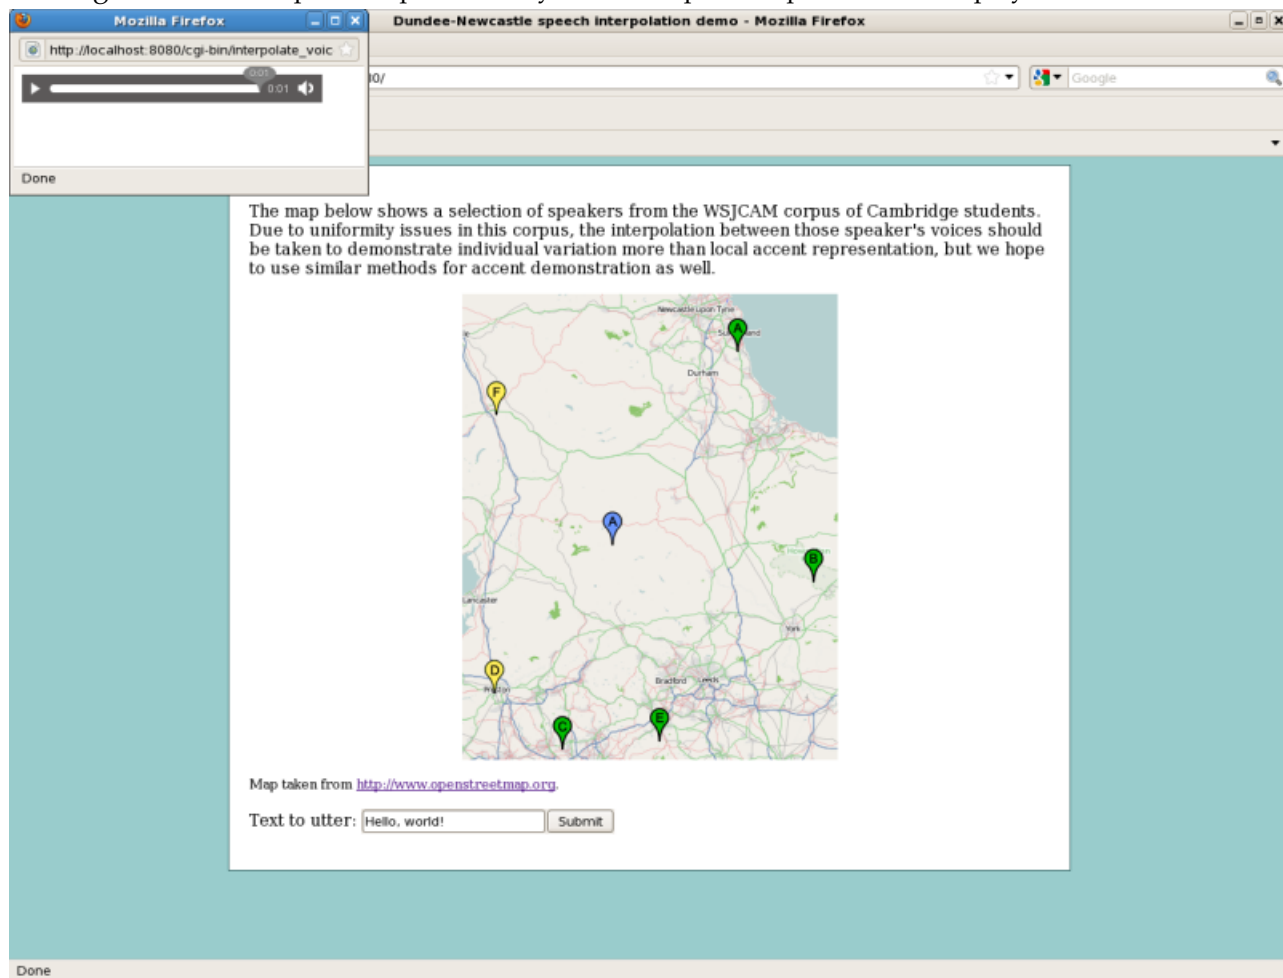 Mozilla Firefox
Dundee-Newcastle speech interpolation demo - Mozilla Firefox
http://localhost:8080/cgi-bin/interpolate_voic
0/
Google
0:01
0:01
Done
The map below shows a selection of speakers from the WSJCAM corpus of Cambridge students.
Due to uniformity issues in this corpus, the interpolation between those speaker's voices should
be taken to demonstrate individual variation more than local accent representation, but we hope
to use similar methods for accent demonstration as well.
Newcastle Upon Tyne
A
Durham
F
A
B
Lancaster
York
D
Preston
Bradford
Leeds
C
E
Map taken from http://www.openstreetmap.org.
Text to utter: Hello, world! Submit
Done